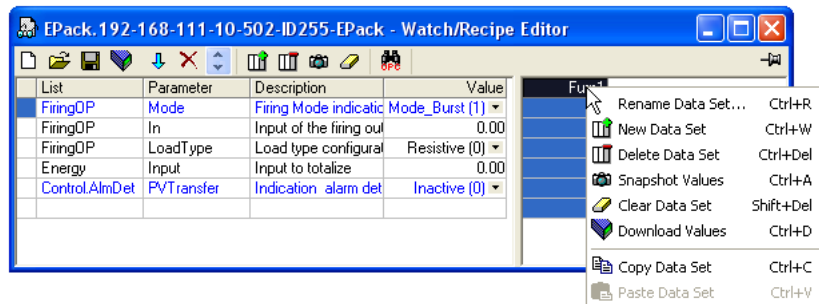 EPack.192-168-111-10-502-ID255-EPack - Watch/Recipe Editor
OPC
List Parameter Description Value
FiringOP Mode Firing Mode indicatic Mode_Burst (1)
FiringOP In Input of the firing out 0.00
FiringOP LoadType Load type configurat Resistive (0)
Energy Input Input to totalize 0.00
Control.AlmDet PVTransfer Indication alarm det Inactive (0)
Rename Data Set... Ctrl+R
New Data Set Ctrl+W
Delete Data Set Ctrl+Del
Snapshot Values Ctrl+A
Clear Data Set Shift+Del
Download Values Ctrl+D
Copy Data Set Ctrl+C
Paste Data Set Ctrl+V